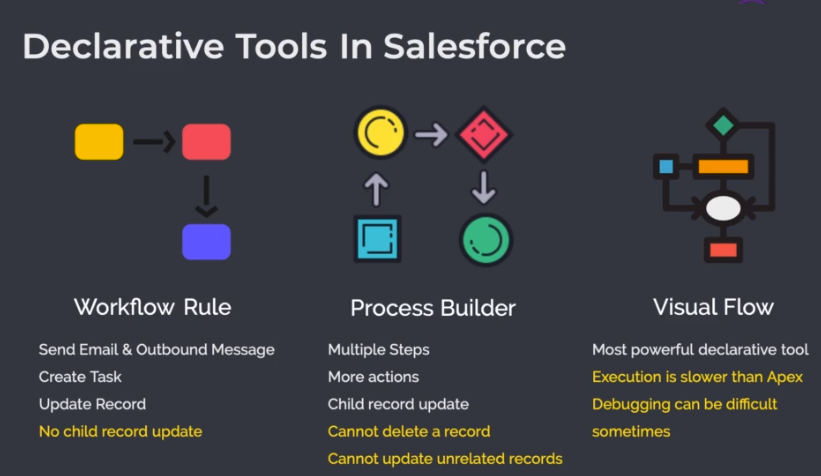 Declarative Tools In Salesforce
Workflow Rule
Send Email & Outbound Message
Create Task
Update Record
No child record update
Process Builder
Multiple Steps
More actions
Child record update
Cannot delete a record
Cannot update unrelated records
Visual Flow
Most powerful declarative tool
Execution is slower than Apex
Debugging can be difficult
sometimes